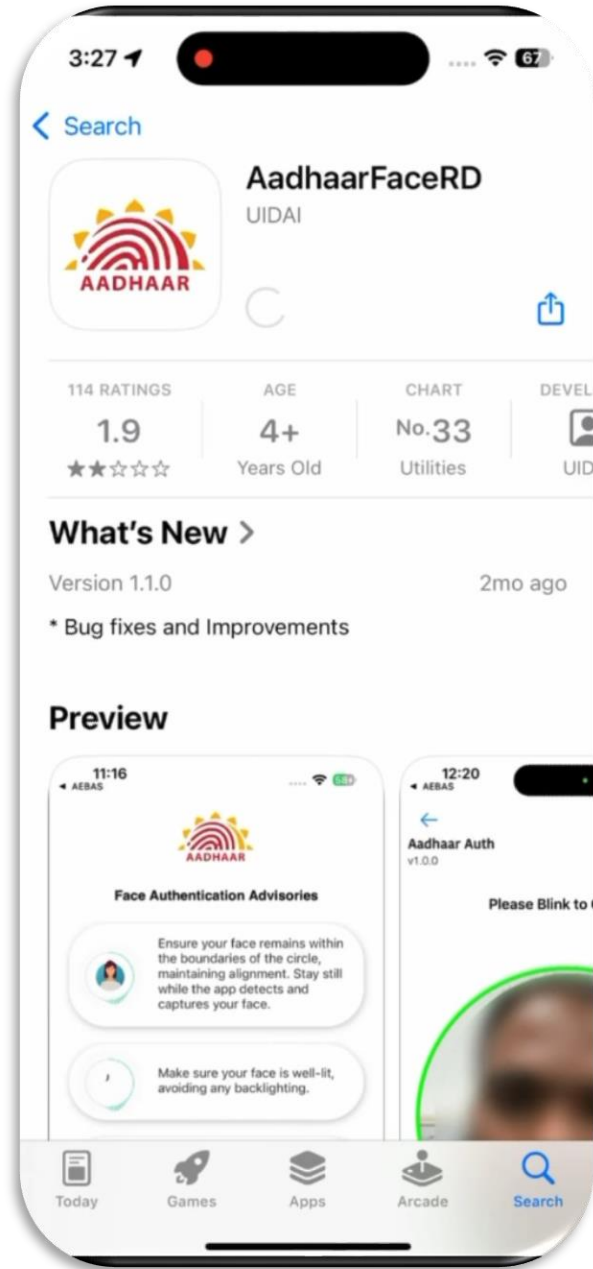 3:27
67
Search
AadhaarFaceRD
UIDAI
AADHAAR
114 RATINGS
AGE
CHART
1.9
4+
No.33
Years Old
Utilities
What's New
Version 1.1.0
2mo ago
* Bug fixes and Improvements
Preview
11:16
AEBAS
AADHAAR
Face Authentication Advisories
Ensure your face remains within
the boundaries of the circle,
maintaining alignment. Stay still
while the app detects and
captures your face.
Make sure your face is well-lit,
avoiding any backlighting.
12:20
AEBAS
Aadhaar Auth
v1.0.0
Please Blink to
Today
Games
Apps
Arcade
Search